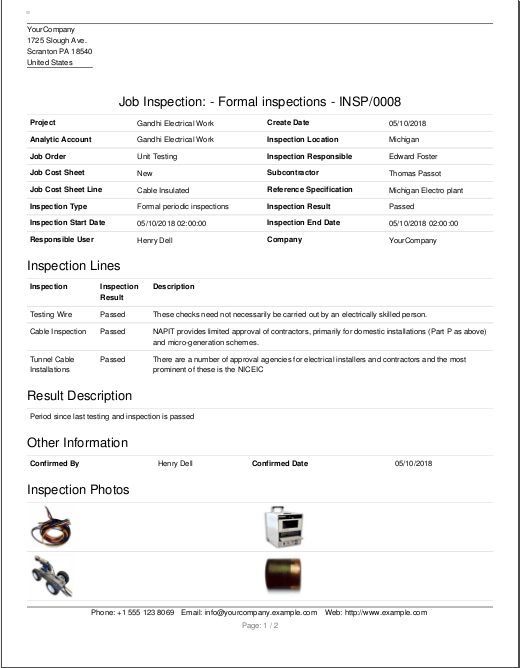 YourCompany
1725 Slough Ave.
Scranton PA 18540
United States
Job Inspection: - Formal inspections - INSP/0008
Project Gandhi Electrical Work Create Date 05/10/2018
Analytic Account Gandhi Electrical Work Inspection Location Michigan
Job Order Unit Testing Inspection Responsible Edward Foster
Job Cost Sheet New Subcontractor Thomas Passot
Job Cost Sheet Line Cable Insulated Reference Specification Michigan Electro plant
Inspection Type Formal periodic inspections Inspection Result Passed
Inspection Start Date 05/10/2018 02:00:00 Inspection End Date 05/10/2018 02:00:00
Responsible User Henry Dell Company YourCompany
Inspection Lines
Inspection Inspection Result Description
Testing Wire Passed These checks need not necessarily be carried out by an electrically skilled person.
Cable Inspection Passed NAPIT provides limited approval of contractors, primarily for domestic installations (Part P as above)
and micro-generation schemes.
Tunnel Cable Installations Passed There are a number of approval agencies for electrical installers and contractors and the most
prominent of these is the NICEIC
Result Description
Period since last testing and inspection is passed
Other Information
Confirmed By Henry Dell Confirmed Date 05/10/2018
Inspection Photos
Phone: +1 555 123 8069 Email: info@yourcompany.example.com Web: http://www.example.com
Page: 1 / 2